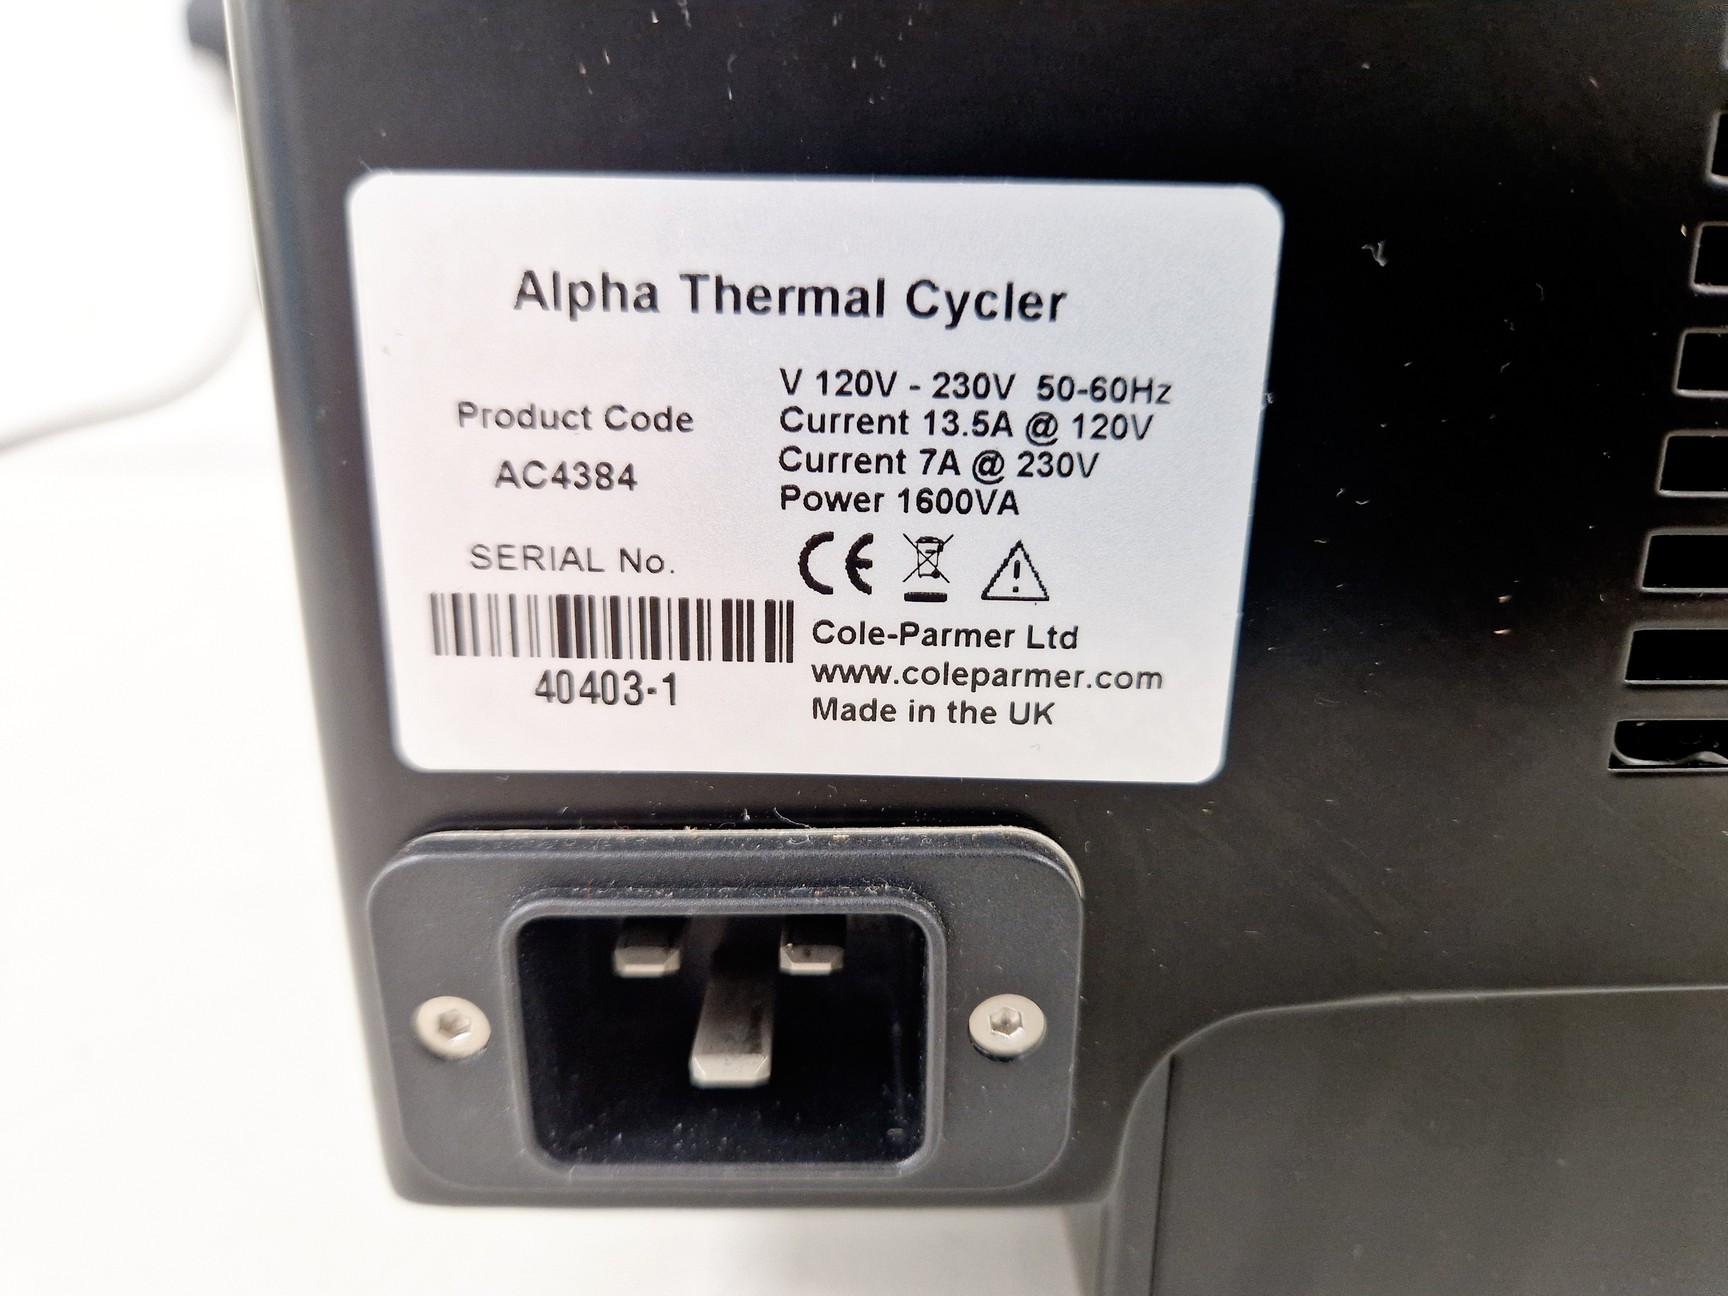 Alpha Thermal Cycler
Product Code
AC4384
SERIAL No.
40403-1
V 120V - 230V 50-60Hz
Current 13.5A @ 120V
Current 7A @ 230V
Power 1600VA
CE
Cole-Parmer Ltd
www.coleparmer.com
Made in the UK